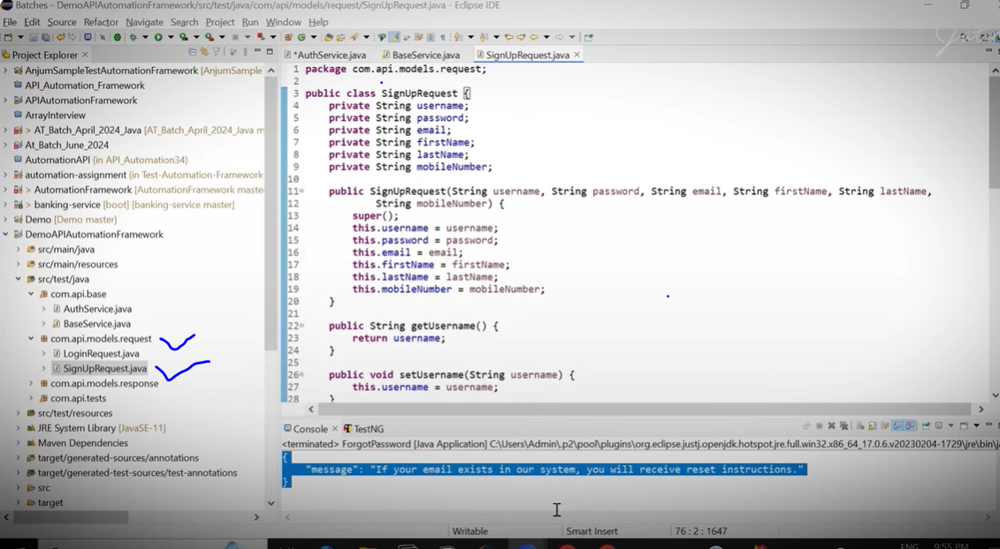 Batches - DemoAPIAutomationFramework/src/test/java/com/api/models/request/SignUpRequest.java - Eclipse IDE
File Edit Source Refactor Navigate Search Project Run Window Help
Project Explorer
AnjumSampleTestAutomationFramework [AnjumSample
API_Automation_Framework
APIAutomationFramework
ArrayInterview
> AT_Batch_April_2024_Java [AT_Batch_April_2024_Java m
At_Batch_June_2024
AutomationAPI (in API_Automation34)
automation-assignment (in Test-Automation-Framework
> AutomationFramework [AutomationFramework maste
> banking-service [boot] [banking-service master]
Demo [Demo master]
DemoAPIAutomationFramework
src/main/java
src/main/resources
src/test/java
com.api.base
AuthService.java
BaseService.java
com.api.models.request
LoginRequest.java
SignUpRequest.java
com.api.models.response
com.api.tests
src/test/resources
JRE System Library [JavaSE-11]
Maven Dependencies
target/generated-sources/annotations
target/generated-test-sources/test-annotations
src
target
*AuthService.java BaseService.java SignUpRequest.java
1 package com.api.models.request;
2
3 public class SignUpRequest {
4 private String username;
5 private String password;
6 private String email;
7 private String firstName;
8 private String lastName;
9 private String mobileNumber;
10
11 public SignUpRequest(String username, String password, String email, String firstName, String lastName,
12 String mobileNumber) {
13 super();
14 this.username = username;
15 this.password = password;
16 this.email = email;
17 this.firstName = firstName;
18 this.lastName = lastName;
19 this.mobileNumber = mobileNumber;
20 }
21
22 public String getUsername() {
23 return username;
24 }
25
26 public void setUsername(String username) {
27 this.username = username;
28 }
Console TestNG
<terminated> ForgotPassword [Java Application] C:\Users\Admin\.p2\pool\plugins\org.eclipse.justj.openjdk.hotspot.jre.full.win32.x86_64_17.0.6.v20230204-1729\jre\bin\j
{
"message": "If your email exists in our system, you will receive reset instructions."
}
Writable Smart Insert 76 : 2 : 1647
ENG 9:55 PM